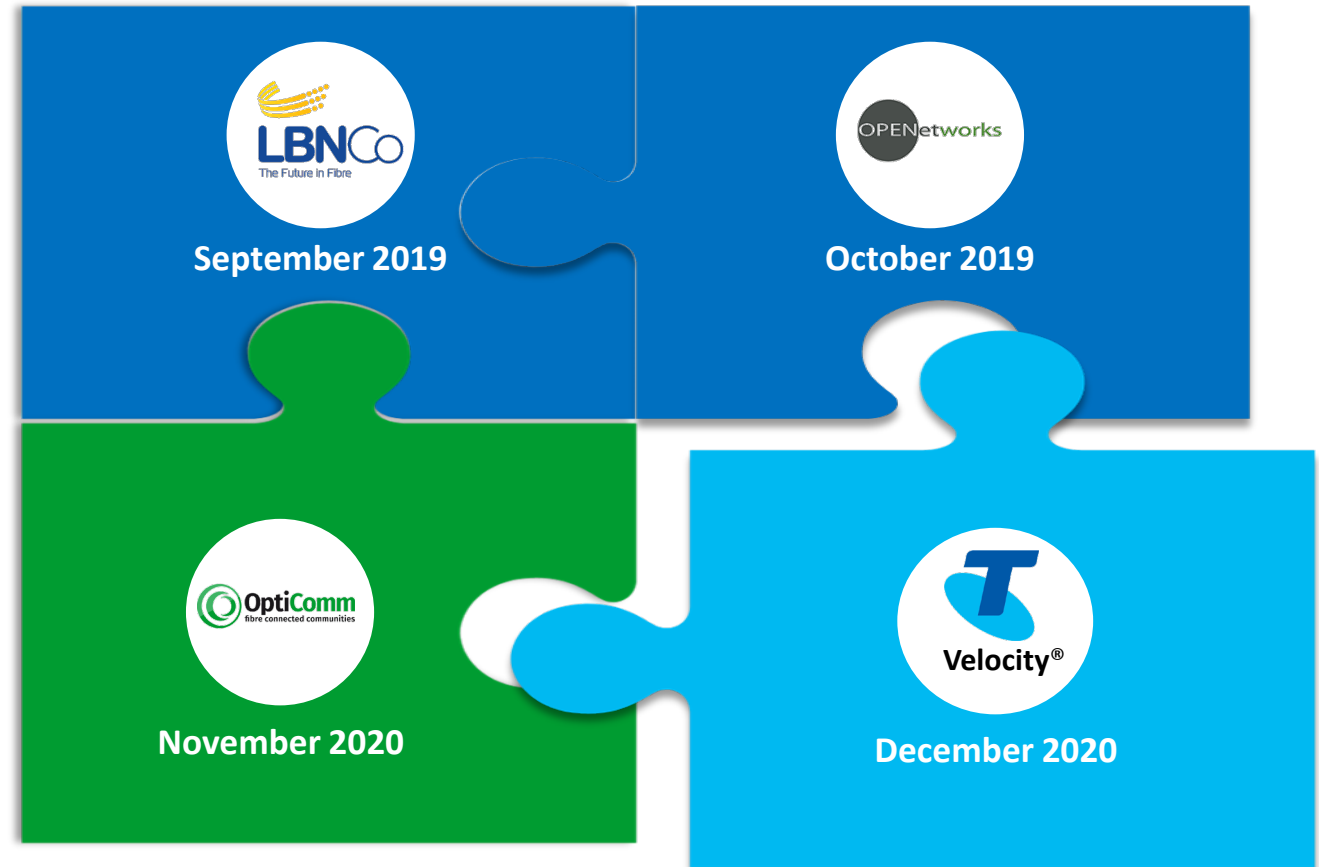 LBNCo
The Future in Fibre
September 2019
OPENetworks
October 2019
OptiComm
fibre connected communities
November 2020
T
Velocity®
December 2020